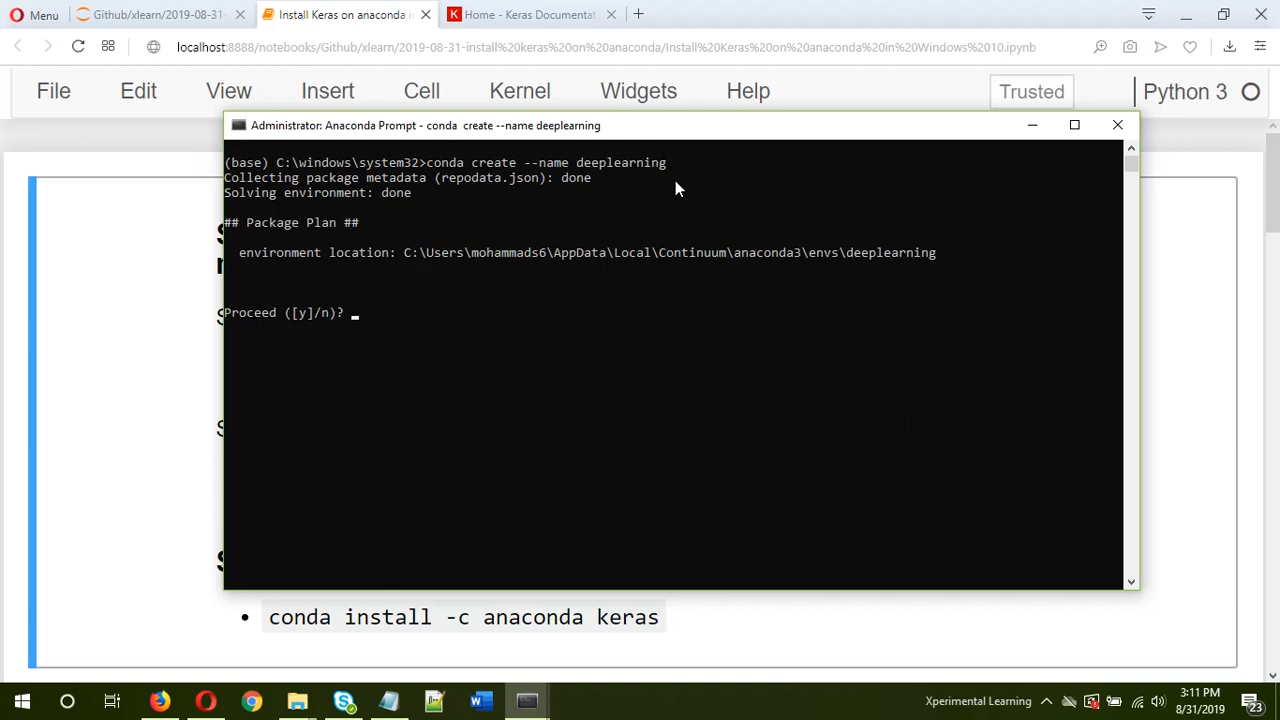 Menu
Github/xlearn/2019-08-31-
Install Keras on anaconda i
Home - Keras Documentat
localhost:8888/notebooks/Github/xlearn/2019-08-31-install%20keras%20on%20anaconda/Install%20Keras%20on%20anaconda%20in%20Windows%2010.ipynb
File Edit View Insert Cell Kernel Widgets Help Trusted Python 3
Administrator: Anaconda Prompt - conda create --name deeplearning
(base) C:\windows\system32>conda create --name deeplearning
Collecting package metadata (repodata.json): done
Solving environment: done
## Package Plan ##
environment location: C:\Users\mohammads6\AppData\Local\Continuum\anaconda3\envs\deeplearning
Proceed ([y]/n)?
conda install -c anaconda keras
Xperimental Learning
3:11 PM
8/31/2019
23